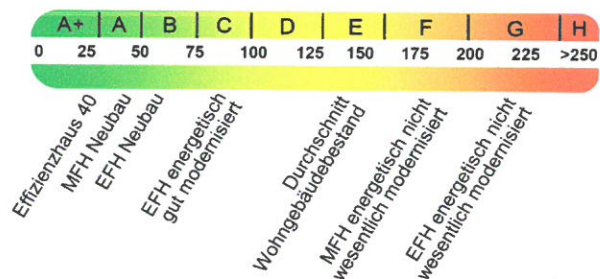 A+ A B C D E F G H
0 25 50 75 100 125 150 175 200 225 >250
Effizienzhaus 40
MFH Neubau
EFH Neubau
EFH energetisch
gut modernisiert
Durchschnitt
Wohngebäudebestand
MFH energetisch nicht
wesentlich modernisiert
EFH energetisch nicht
wesentlich modernisiert